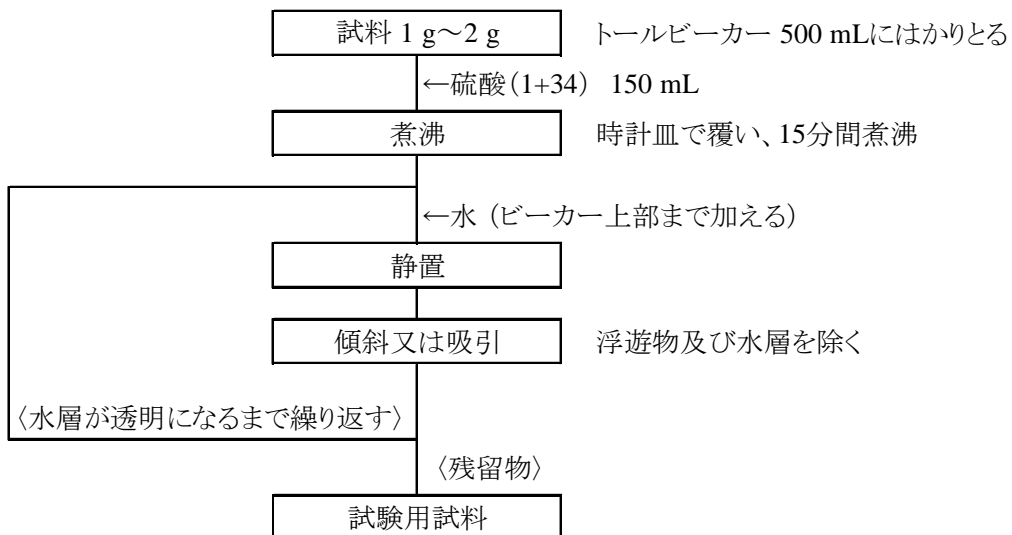 試料 1 g～2 g
トールビーカー 500 mLにはかりとる
←硫酸(1+34) 150 mL
煮沸
時計皿で覆い、15分間煮沸
←水 (ビーカー上部まで加える)
静置
傾斜又は吸引
浮遊物及び水層を除く
〈水層が透明になるまで繰り返す〉
〈残留物〉
試験用試料